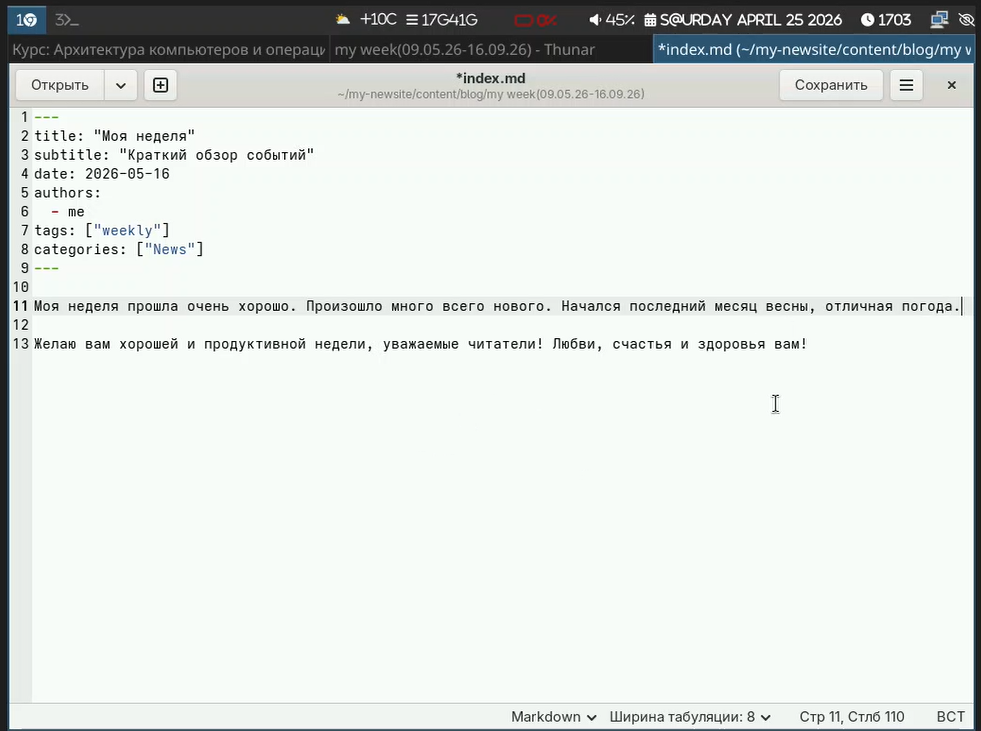 1 +10C 17G41G 0% 45% S@URDAY APRIL 25 2026 1703
3>_
Курс: Архитектура компьютеров и операци my week(09.05.26-16.09.26) - Thunar *index.md (~/my-newsite/content/blog/my w
Открыть *index.md Сохранить
~/my-newsite/content/blog/my week(09.05.26-16.09.26)
1 ---
2 title: "Моя неделя"
3 subtitle: "Краткий обзор событий"
4 date: 2026-05-16
5 authors:
6   - me
7 tags: ["weekly"]
8 categories: ["News"]
9 ---
10
11 Моя неделя прошла очень хорошо. Произошло много всего нового. Начался последний месяц весны, отличная погода.
12
13 Желаю вам хорошей и продуктивной недели, уважаемые читатели! Любви, счастья и здоровья вам!
Markdown Ширина табуляции: 8 Стр 11, Стлб 110 ВСТ